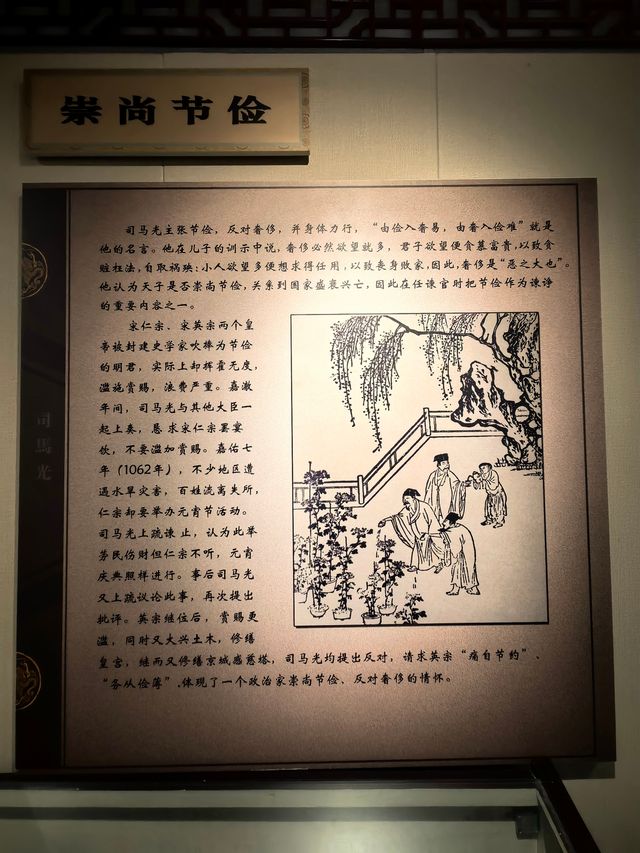 崇尚节俭
司马光主张节俭，反对奢侈，并身体力行，“由俭入奢易，由奢入俭难”就是
他的名言。他在儿子的训示中说，奢侈必然欲望就多，君子欲望便贪慕富贵，以致贪
赃枉法，自取祸殃；小人欲望多便想求得任用，以致丧身败家，因此，奢侈是“恶之大也”。
他认为天子是否崇尚节俭，关系到国家盛衰兴亡，因此在任谏官时把节俭作为谏诤
的重要内容之一。
宋仁宗、宋英宗两个皇
帝被封建史学家吹捧为节俭
的明君，实际上却挥霍无度，
滥施赏赐，浪费严重。嘉漱
年间，司马光与其他大臣一
起上奏，恳求宋仁宗罢宴
饮，不要滥加赏赐。嘉佑七
年（1062年），不少地区遭
遇水旱灾害，百姓流离失所，
仁宗却要举办元宵节活动。
司马光上疏谏止，认为此举
劳民伤财但仁宗不听，元宵
庆典照样进行。事后司马光
又上疏议论此事，再次提出
批评。英宗继位后，赏赐更
滥，同时又大兴土木，修缮
皇宫，继而又修缮京城感慈塔，司马光均提出反对，请求英宗“痛自节约”、
“务从俭薄”，体现了一个政治家崇尚节俭、反对奢侈的情怀。
司馬光